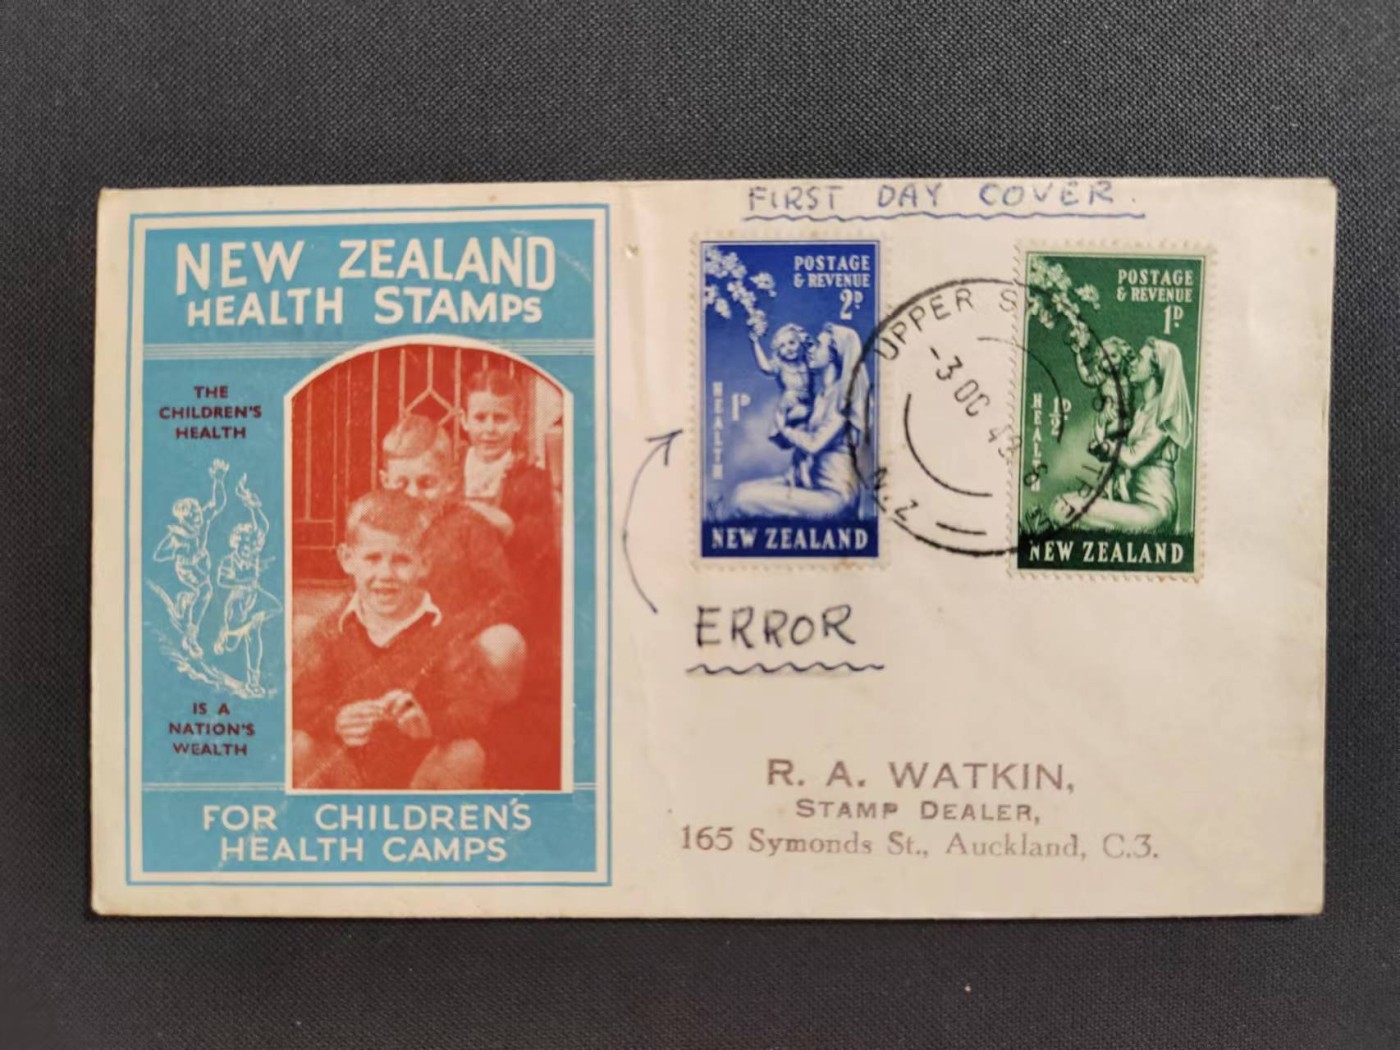 FIRST DAY COVER.
NEW ZEALAND
HEALTH STAMPS
THE
CHILDREN'S
HEALTH
IS A
NATION'S
WEALTH
FOR CHILDREN'S
HEALTH CAMPS
POSTAGE
& REVENUE
2D
HEALTH
1D
NEW ZEALAND
UPPER
-3 OC 49
N.Z
POSTAGE
& REVENUE
1D
HEALTH
½D
NEW ZEALAND
ERROR
R. A. WATKIN,
STAMP DEALER,
165 Symonds St., Auckland, C.3.